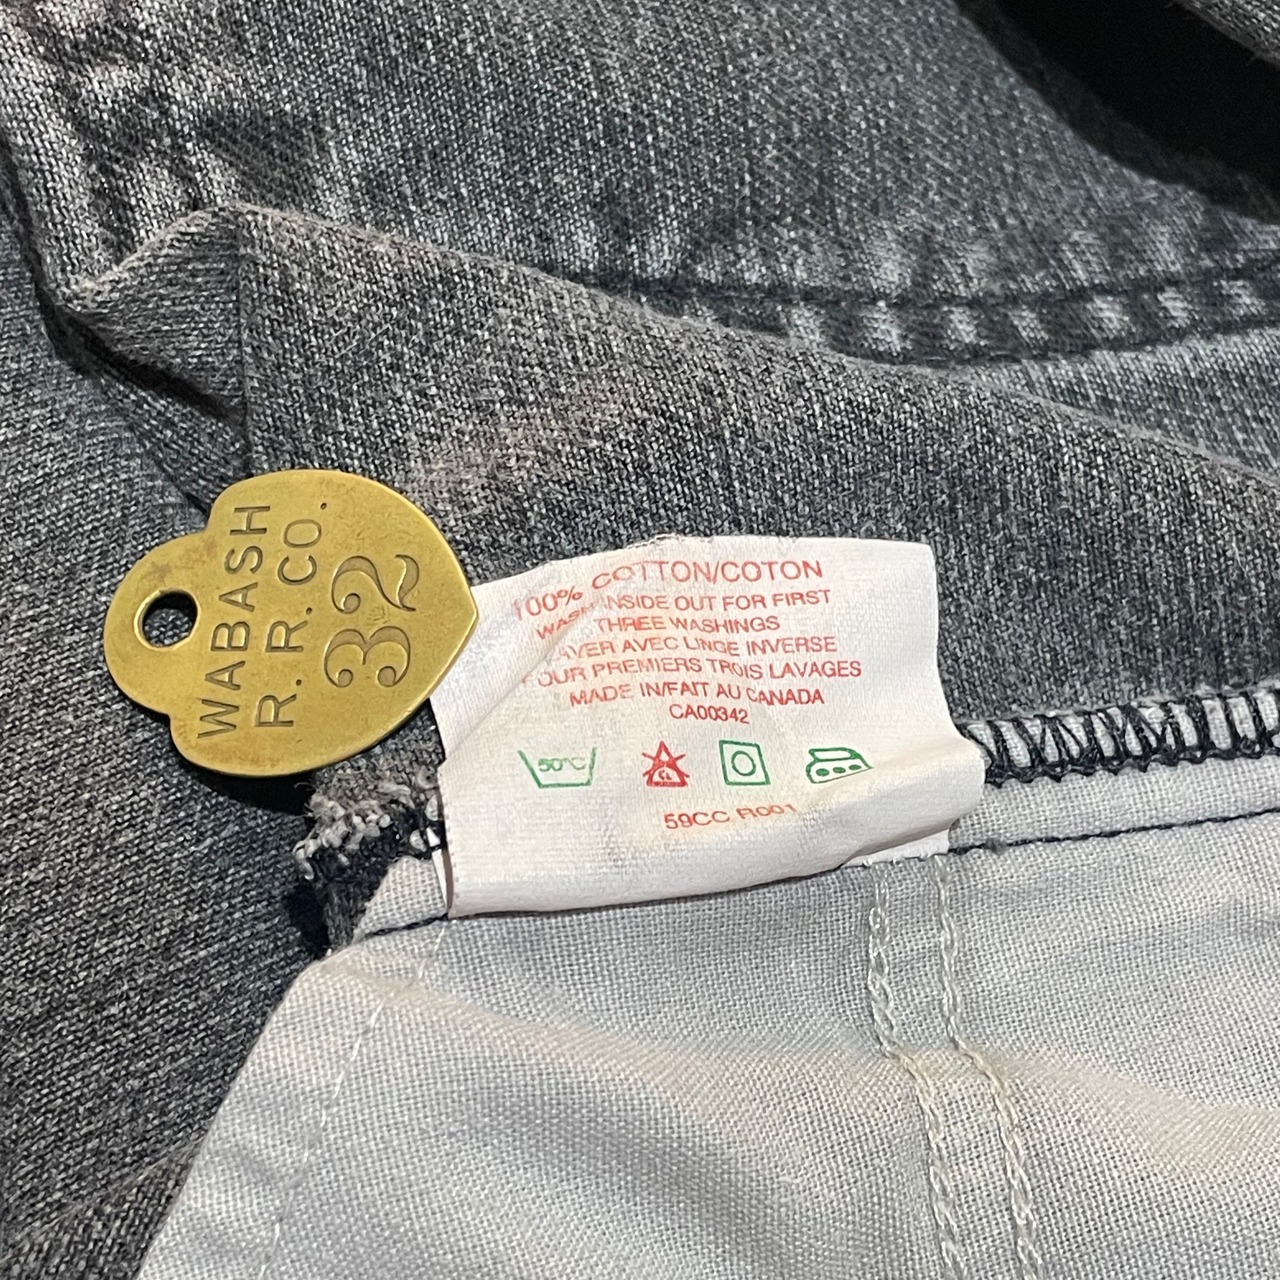 WABASH
R. R. CO.
32
100% COTTON/COTON
WASH INSIDE OUT FOR FIRST
THREE WASHINGS
LAVER AVEC LINGE INVERSE
POUR PREMIERS TROIS LAVAGES
MADE IN/FAIT AU CANADA
CA00342
50°C
CL
59CC R001